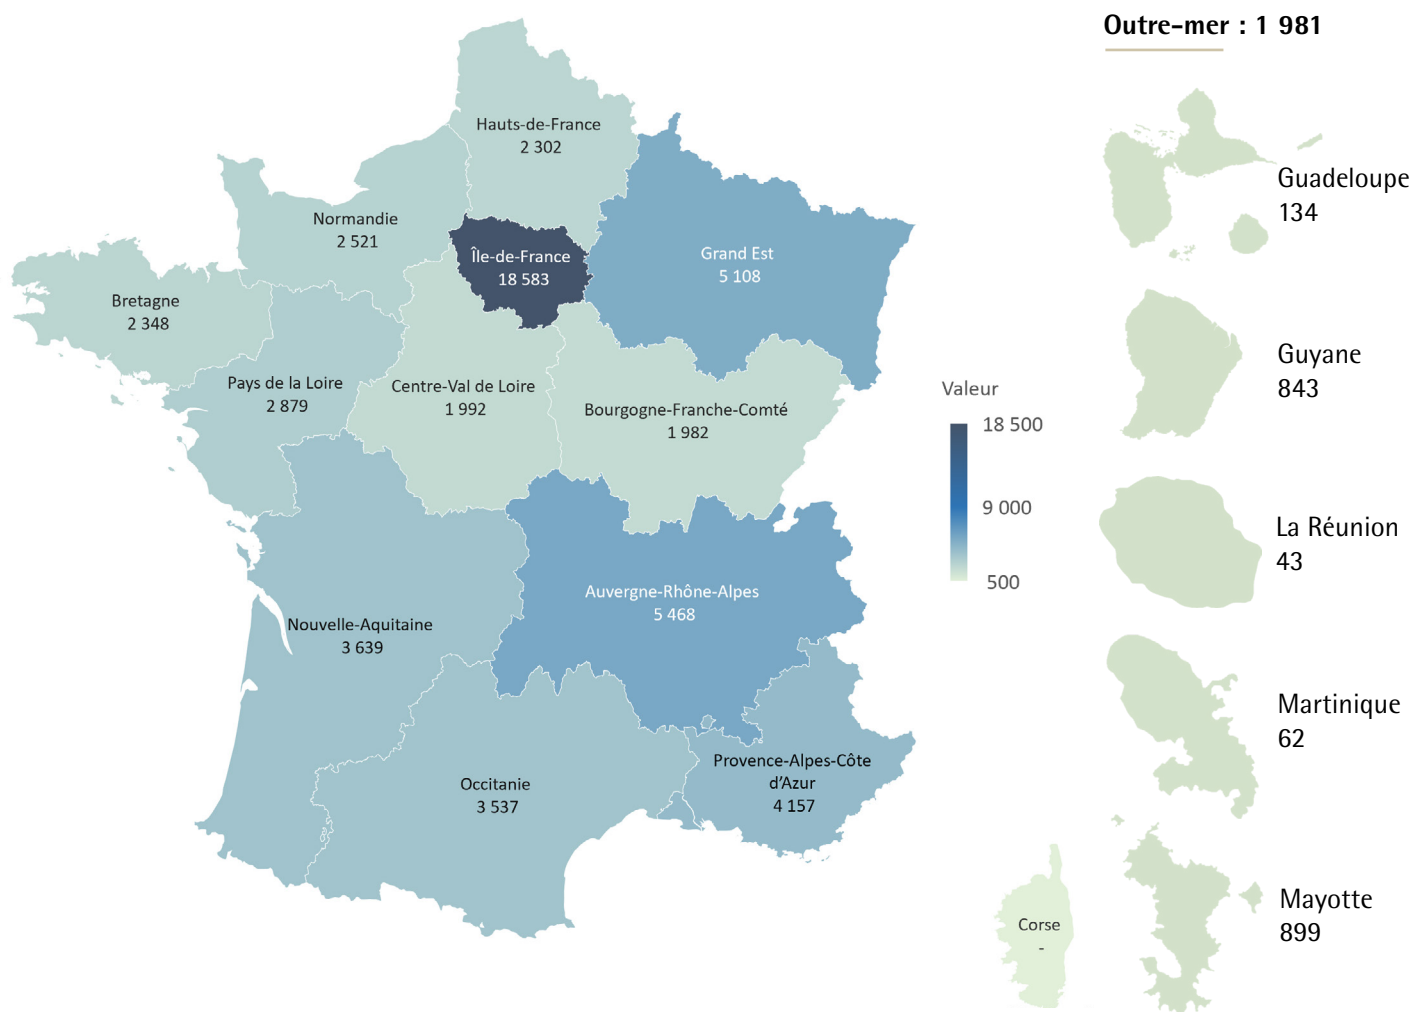 Outre-mer : 1 981
Hauts-de-France
2 302
Normandie
2 521
Île-de-France
18 583
Grand Est
5 108
Bretagne
2 348
Pays de la Loire
2 879
Centre-Val de Loire
1 992
Bourgogne-Franche-Comté
1 982
Auvergne-Rhône-Alpes
5 468
Nouvelle-Aquitaine
3 639
Occitanie
3 537
Provence-Alpes-Côte
d'Azur
4 157
Corse
-
Valeur
18 500
9 000
500
Guadeloupe
134
Guyane
843
La Réunion
43
Martinique
62
Mayotte
899